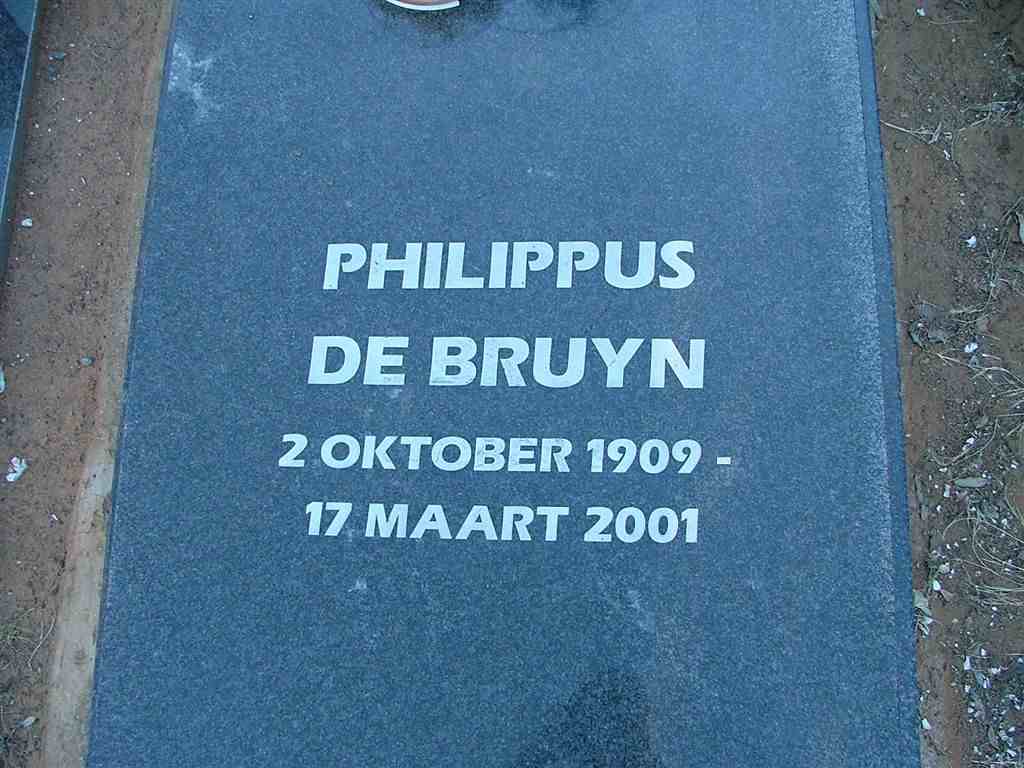 PHILIPPUS
DE BRUYN
2 OKTOBER 1909 -
17 MAART 2001